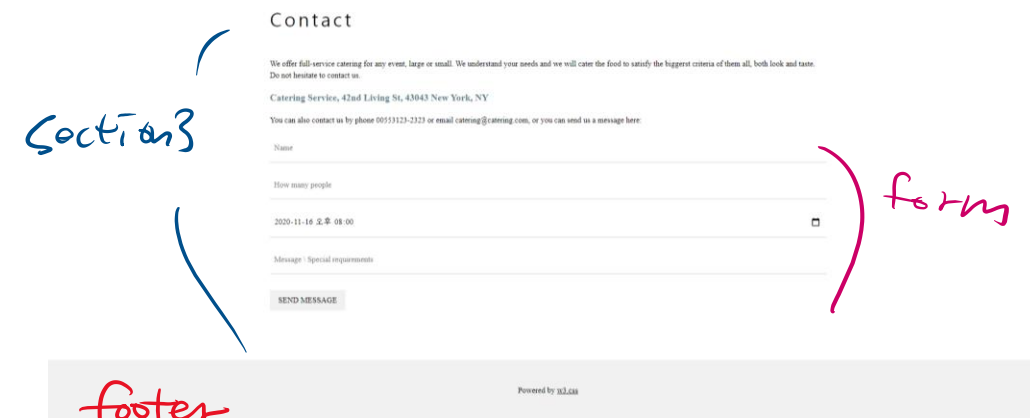 Contact
We offer full-service catering for any event, large or small. We understand your needs and we will cater the food to satisfy the biggerst criteria of them all, both look and taste.
Do not hesitate to contact us.
Catering Service, 42nd Living St, 43043 New York, NY
You can also contact us by phone 00553123-2323 or email catering@catering.com, or you can send us a message here:
section3
Name
How many people
form
2020-11-16 오후 08:00
Message \ Special requirements
SEND MESSAGE
Powered by w3.css
footer